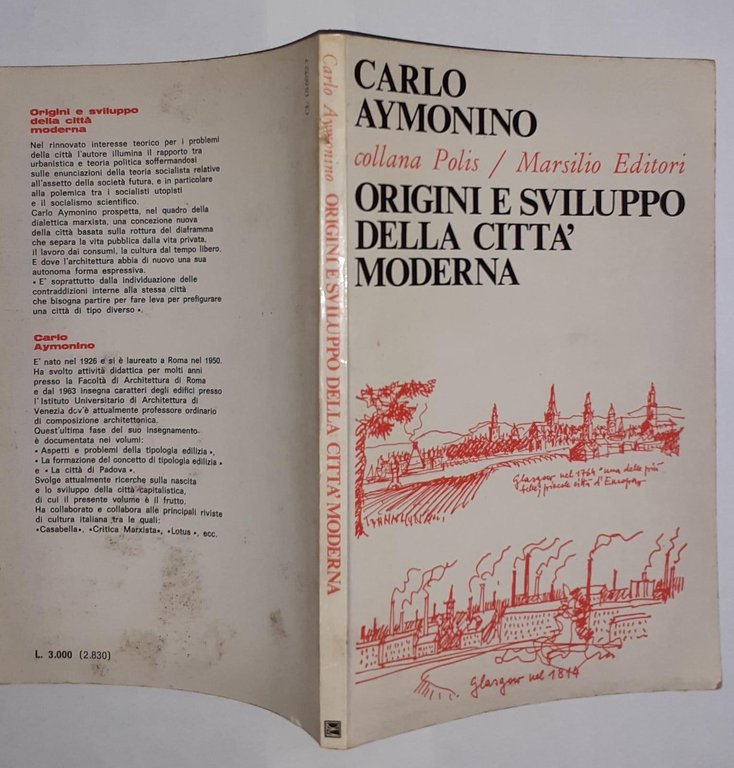 Origini e sviluppo
della città
moderna
Nel rinnovato interesse teorico per i problemi
della città l'autore illumina il rapporto tra
urbanistica e teoria politica soffermandosi
sulle enunciazioni della teoria socialista relative
all'assetto della società futura, e in particolare
alla polemica tra i socialisti utopisti
e il socialismo scientifico.
Carlo Aymonino prospetta, nel quadro della
dialettica marxista, una concezione nuova
della città basata sulla rottura del diaframma
che separa la vita pubblica dalla vita privata,
il lavoro dai consumi, la cultura dal tempo libero.
E dove l'architettura abbia di nuovo una sua
autonoma forma espressiva.
« E' soprattutto dalla individuazione delle
contraddizioni interne alla stessa città
che bisogna partire per fare leva per prefigurare
una città di tipo diverso ».
Carlo
Aymonino
E' nato nel 1926 e si è laureato a Roma nel 1950.
Ha svolto attività didattica per molti anni
presso la Facoltà di Architettura di Roma
e dal 1963 insegna caratteri degli edifici presso
l'Istituto Universitario di Architettura di
Venezia dov'è attualmente professore ordinario
di composizione architettonica.
Quest'ultima fase del suo insegnamento
è documentata nei volumi:
« Aspetti e problemi della tipologia edilizia »,
« La formazione del concetto di tipologia edilizia »
e « La città di Padova ».
Svolge attualmente ricerche sulla nascita
e lo sviluppo della città capitalistica,
di cui il presente volume è il frutto.
Ha collaborato e collabora alle principali riviste
di cultura italiana tra le quali:
«Casabella», «Critica Marxista», «Lotus», ecc.
L. 3.000 (2.830)
Carlo Aymonino ORIGINI E SVILUPPO DELLA CITTA' MODERNA
CARLO
AYMONINO
collana Polis / Marsilio Editori
ORIGINI E SVILUPPO
DELLA CITTA'
MODERNA
Glasgow nel 1764 "una delle più
belle piccole città d'Europa"
Glasgow nel 1814